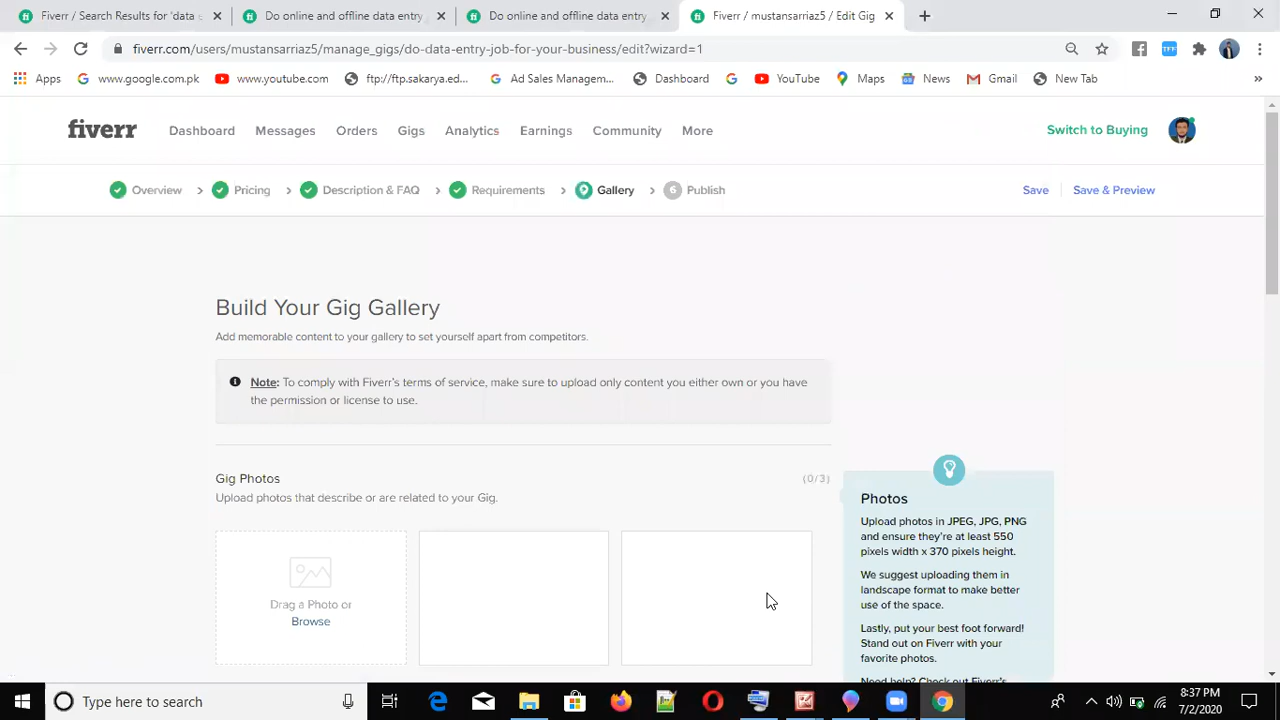 Fiverr / Search Results for 'data
Do online and offline data entry
Do online and offline data entry
Fiverr / mustansarriaz5 / Edit Gig
fiverr.com/users/mustansarriaz5/manage_gigs/do-data-entry-job-for-your-business/edit?wizard=1
Apps
www.google.com.pk
www.youtube.com
ftp://ftp.sakarya.ed...
Ad Sales Managem...
Dashboard
YouTube
Maps
News
Gmail
New Tab
fiverr
Dashboard
Messages
Orders
Gigs
Analytics
Earnings
Community
More
Switch to Buying
Overview
Pricing
Description & FAQ
Requirements
Gallery
6 Publish
Save
Save & Preview
Build Your Gig Gallery
Add memorable content to your gallery to set yourself apart from competitors.
Note: To comply with Fiverr's terms of service, make sure to upload only content you either own or you have
the permission or license to use.
Gig Photos
(0/3)
Upload photos that describe or are related to your Gig.
Drag a Photo or
Browse
Photos
Upload photos in JPEG, JPG, PNG
and ensure they're at least 550
pixels width x 370 pixels height.
We suggest uploading them in
landscape format to make better
use of the space.
Lastly, put your best foot forward!
Stand out on Fiverr with your
favorite photos.
Need help? Check out Fiverr's
Type here to search
8:37 PM
7/2/2020